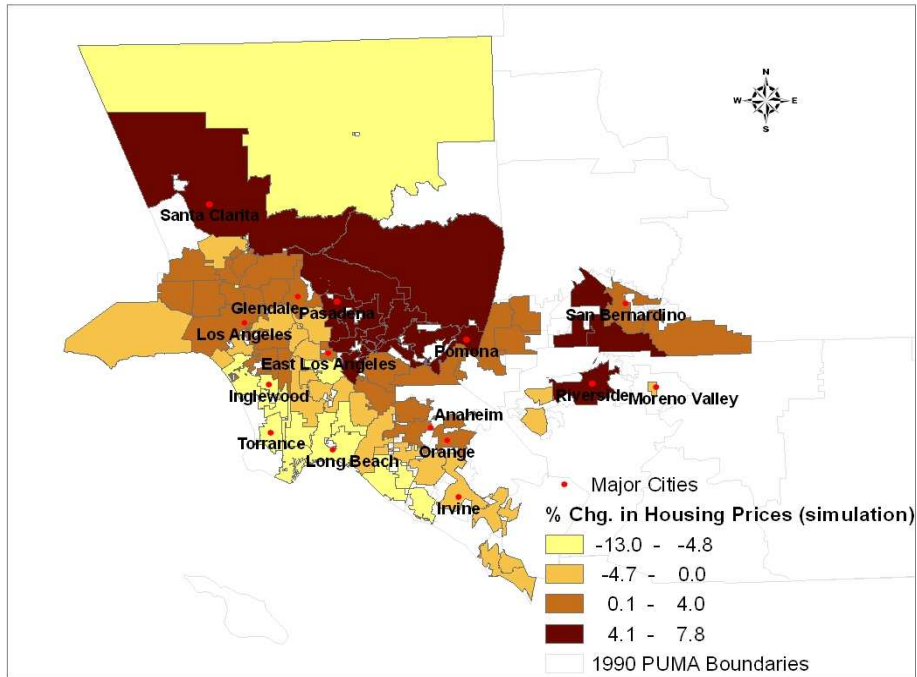 N
W E
S
Santa Clarita
Glendale
Pasadena
San Bernardino
Los Angeles
Pomona
East Los Angeles
Inglewood
Riverside
Moreno Valley
Anaheim
Torrance
Orange
Long Beach
Irvine
Major Cities
% Chg. in Housing Prices (simulation)
-13.0 - -4.8
-4.7 - 0.0
0.1 - 4.0
4.1 - 7.8
1990 PUMA Boundaries